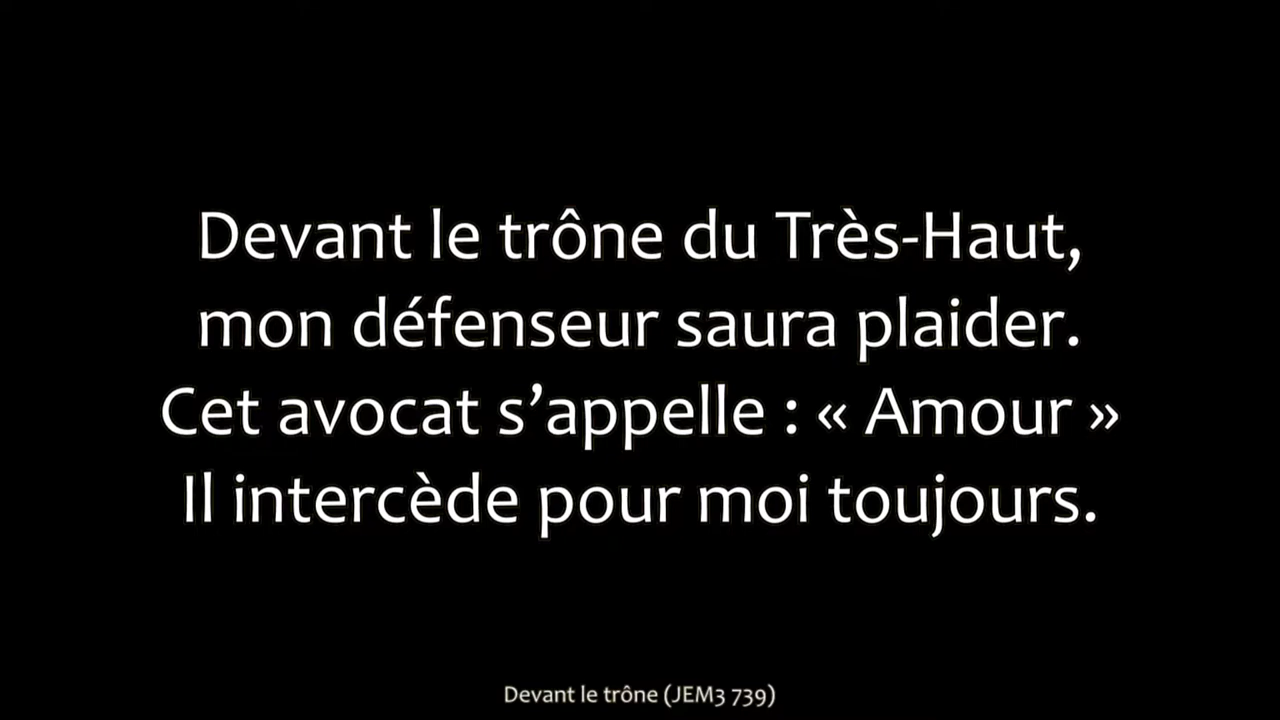 Devant le trône du Très-Haut,
mon défenseur saura plaider.
Cet avocat s’appelle : « Amour »
Il intercède pour moi toujours.
Devant le trône (JEM3 739)